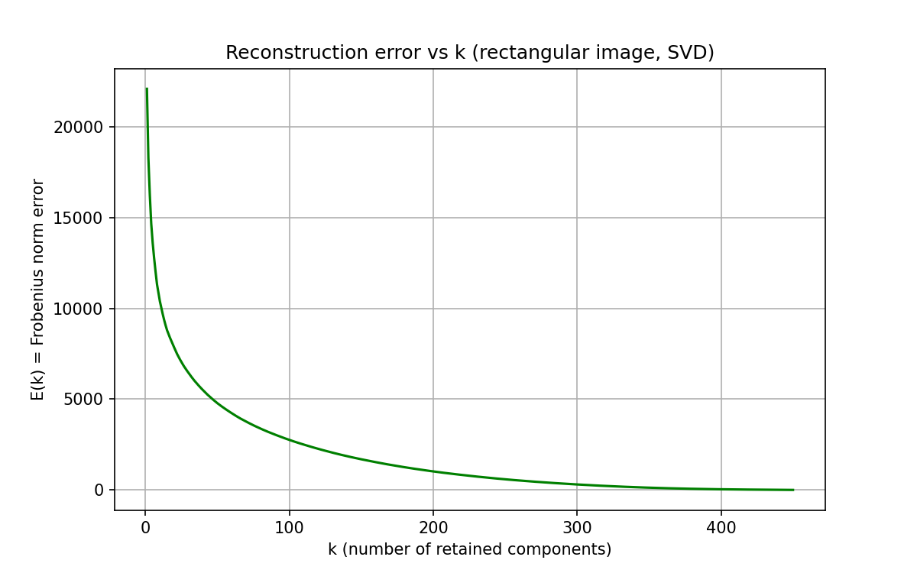 Reconstruction error vs k (rectangular image, SVD)
20000
15000
10000
5000
0
E(k) = Frobenius norm error
0 100 200 300 400
k (number of retained components)